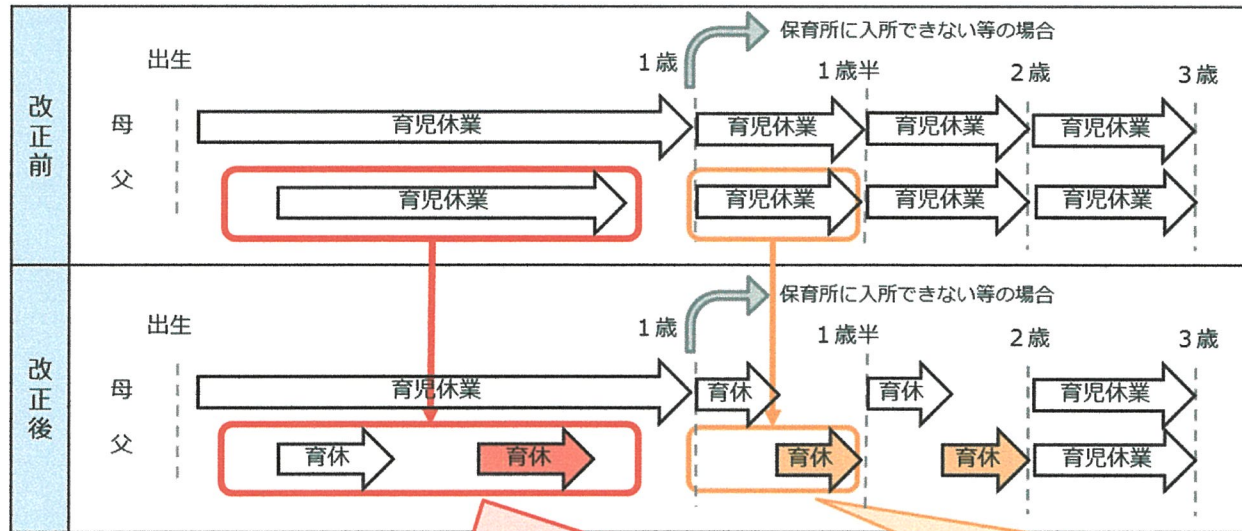 改正前
保育所に入所できない等の場合
出生
1歳
1歳半
2歳
3歳
母
育児休業
育児休業
育児休業
育児休業
父
育児休業
育児休業
育児休業
育児休業
改正後
保育所に入所できない等の場合
出生
1歳
1歳半
2歳
3歳
母
育児休業
育休
育休
育児休業
父
育休
育休
育休
育休
育児休業